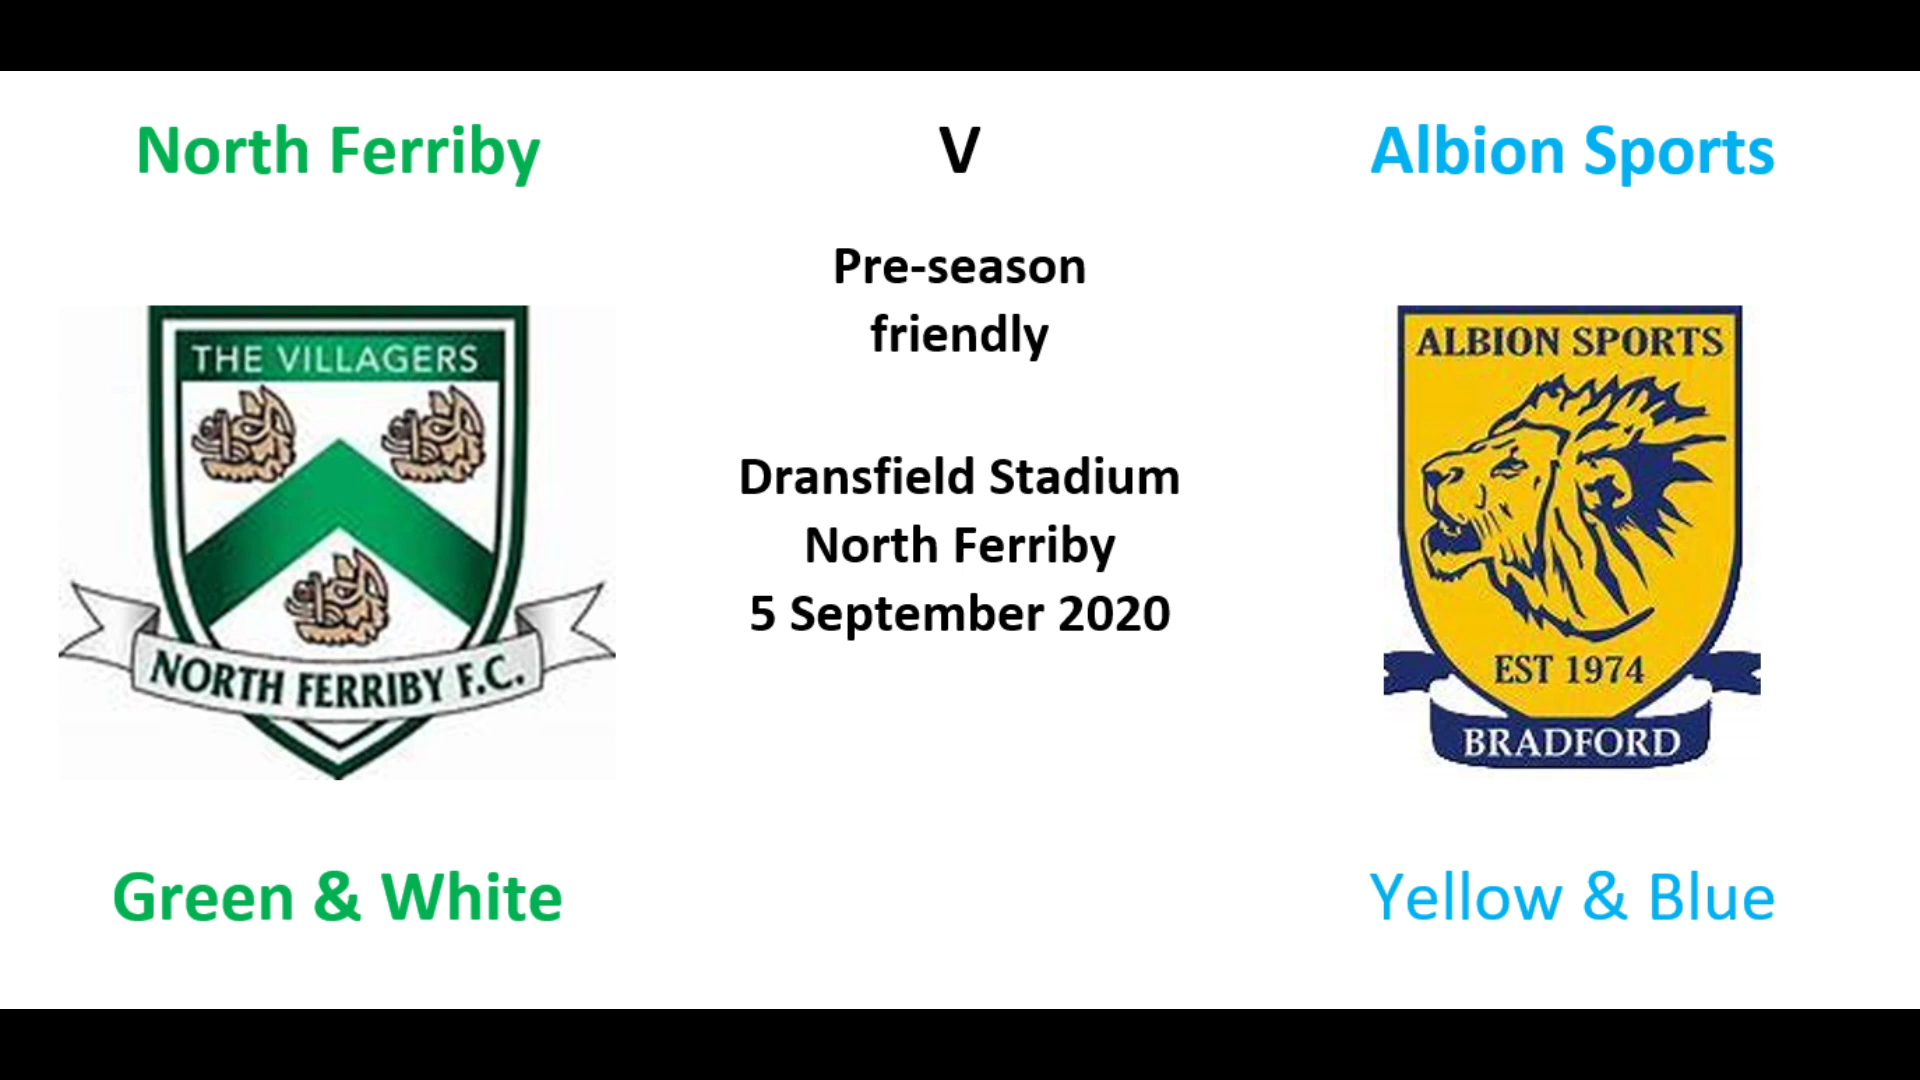 North Ferriby
V
Albion Sports
Pre-season
friendly
Dransfield Stadium
North Ferriby
5 September 2020
THE VILLAGERS
NORTH FERRIBY F.C.
ALBION SPORTS
EST 1974
BRADFORD
Green & White
Yellow & Blue